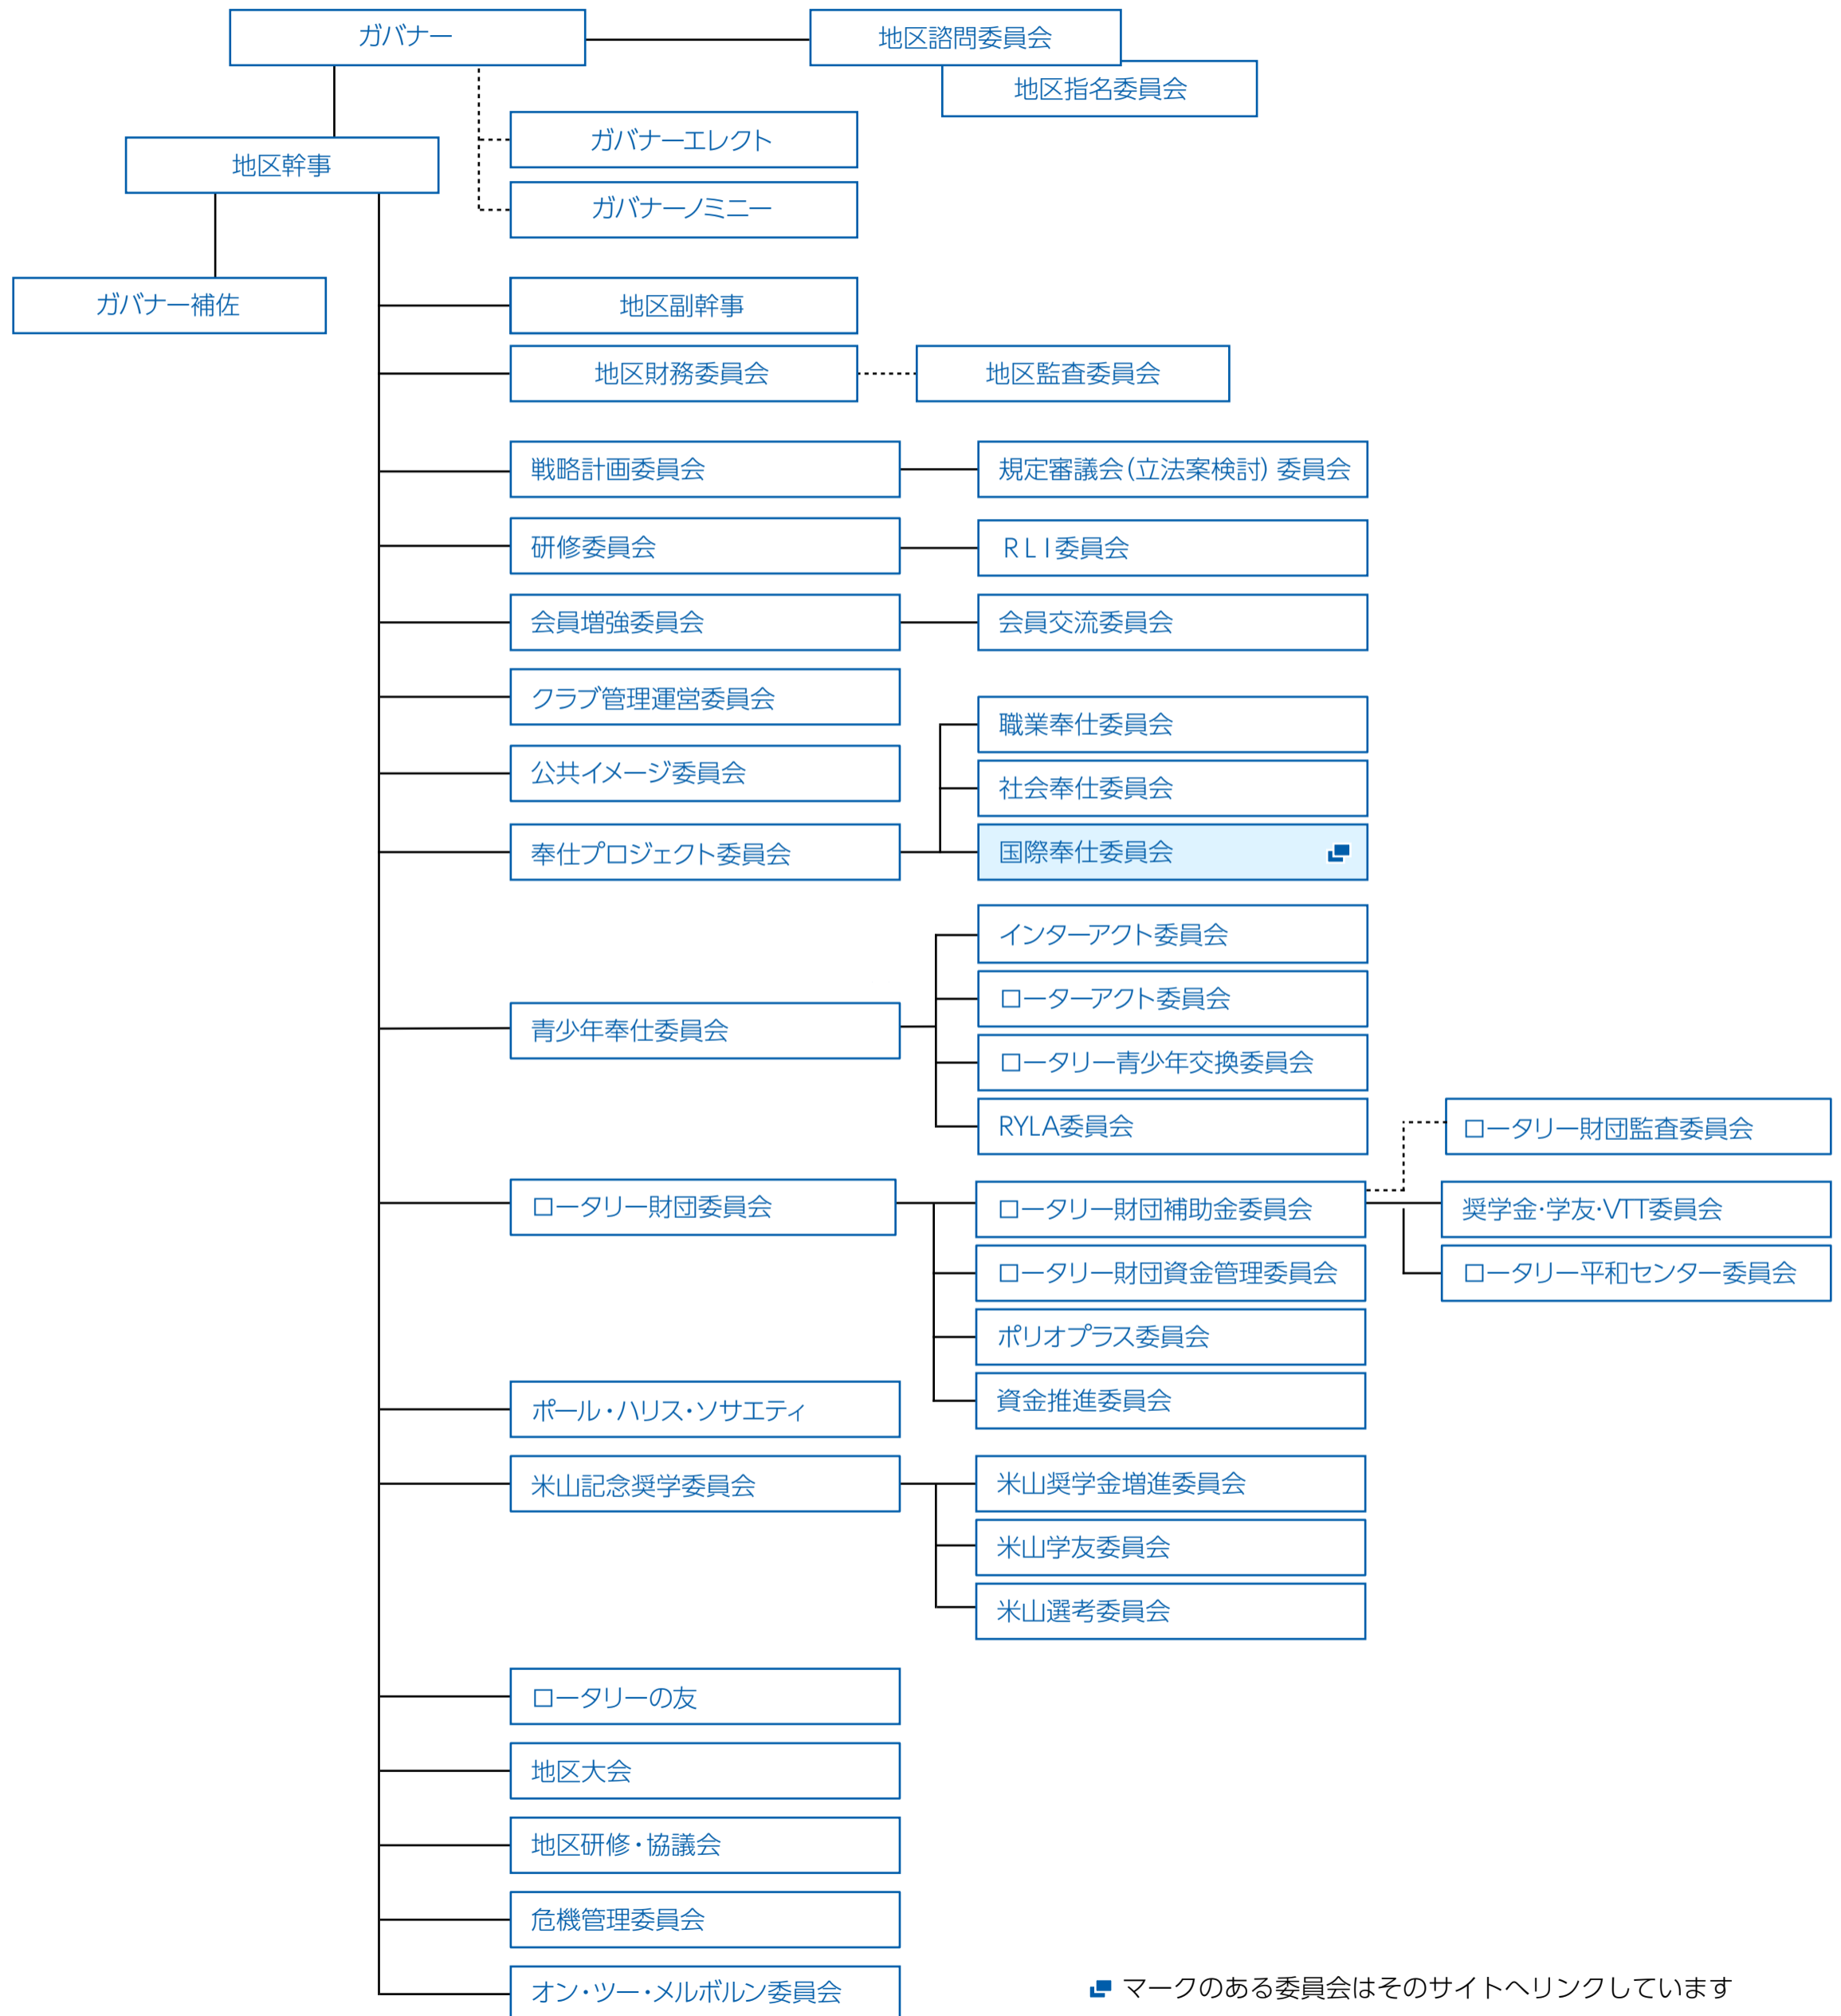 ガバナー
地区諮問委員会
地区指名委員会
ガバナーエレクト
地区幹事
ガバナーノミニー
ガバナー補佐
地区副幹事
地区財務委員会
地区監査委員会
戦略計画委員会
規定審議会(立法案検討)委員会
研修委員会
RLI委員会
会員増強委員会
会員交流委員会
クラブ管理運営委員会
職業奉仕委員会
公共イメージ委員会
社会奉仕委員会
奉仕プロジェクト委員会
国際奉仕委員会
インターアクト委員会
ローターアクト委員会
青少年奉仕委員会
ロータリー青少年交換委員会
RYLA委員会
ロータリー財団監査委員会
ロータリー財団委員会
ロータリー財団補助金委員会
奨学金・学友・VTT委員会
ロータリー財団資金管理委員会
ロータリー平和センター委員会
ポリオプラス委員会
資金推進委員会
ポール・ハリス・ソサエティ
米山記念奨学委員会
米山奨学金増進委員会
米山学友委員会
米山選考委員会
ロータリーの友
地区大会
地区研修・協議会
危機管理委員会
オン・ツー・メルボルン委員会
マークのある委員会はそのサイトへリンクしています